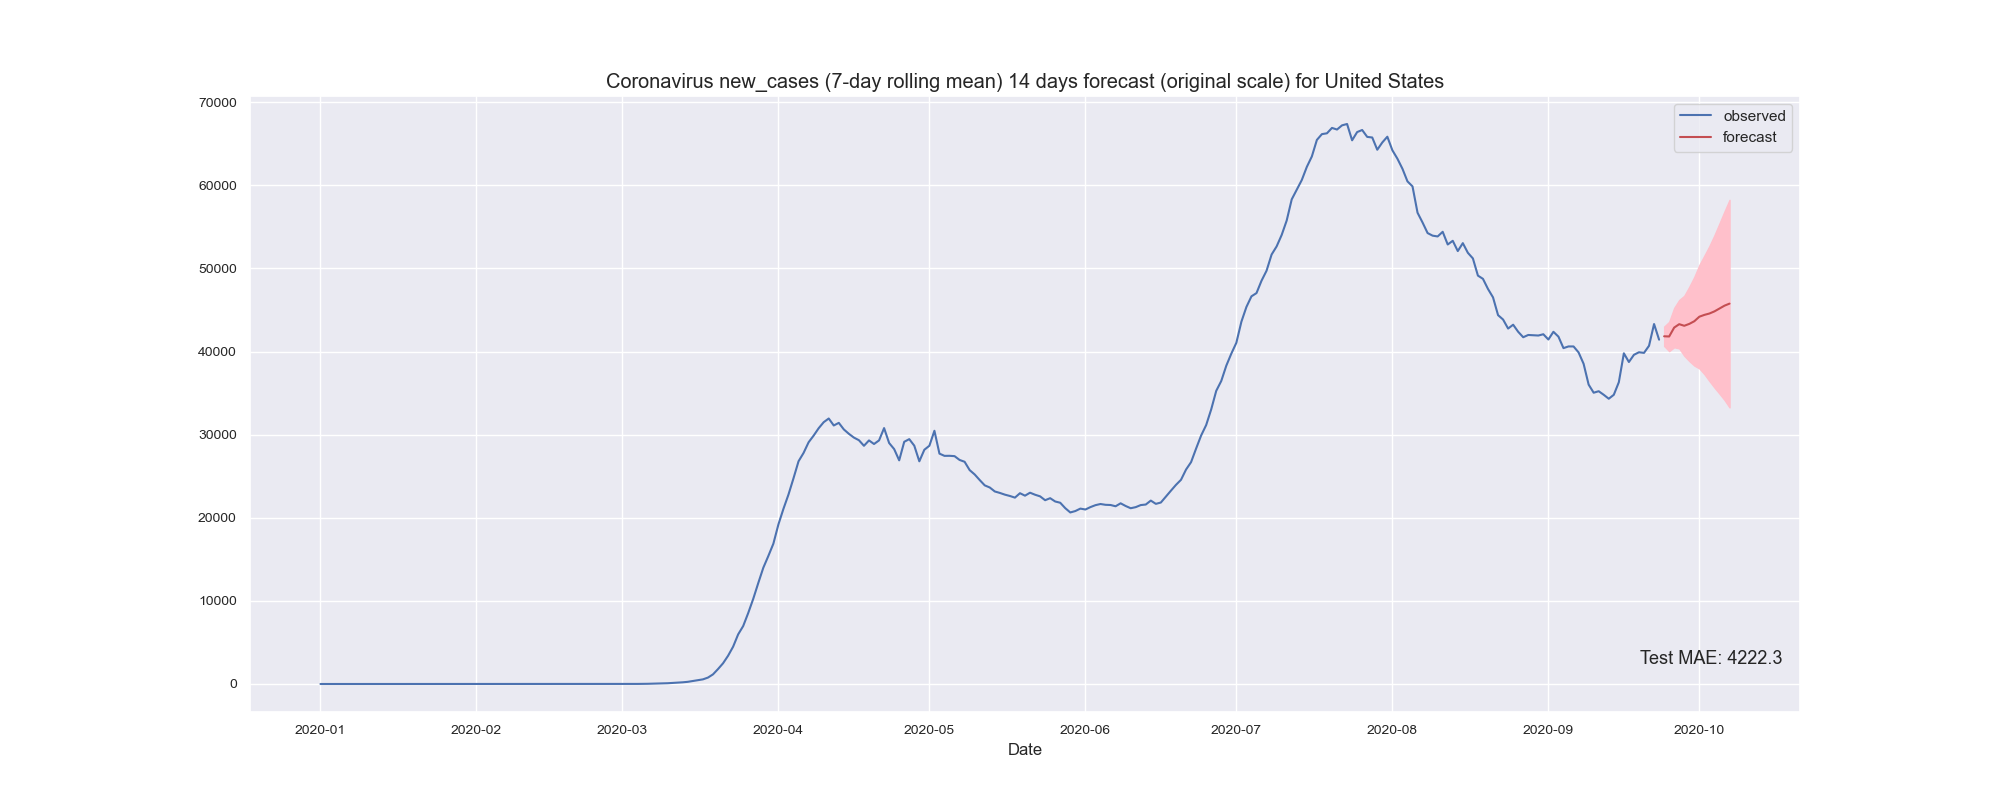 Coronavirus new_cases (7-day rolling mean) 14 days forecast (original scale) for United States
70000
60000
50000
40000
30000
20000
10000
0
observed
forecast
Test MAE: 4222.3
2020-01 2020-02 2020-03 2020-04 2020-05 2020-06 2020-07 2020-08 2020-09 2020-10
Date